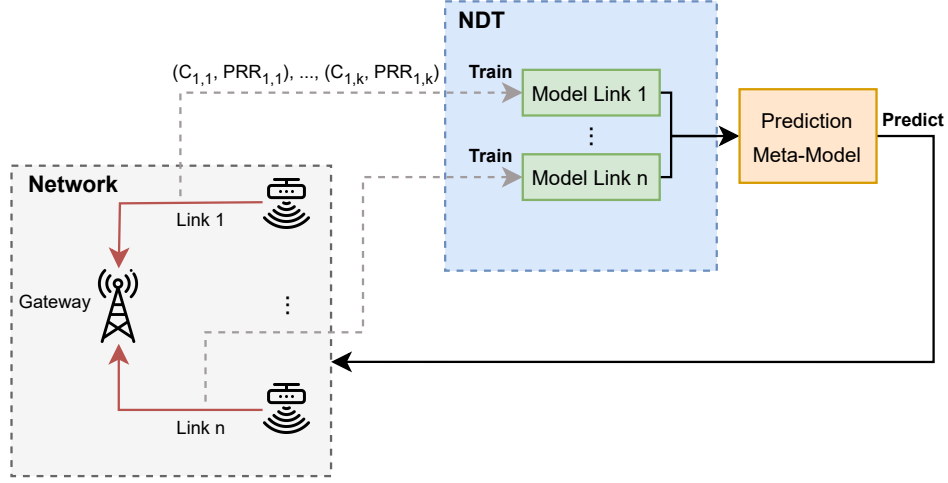 NDT
(C1,1, PRR1,1), ..., (C1,k, PRR1,k)
Train
Model Link 1
...
Train
Model Link n
Prediction
Meta-Model
Predict
Network
Link 1
Gateway
...
Link n